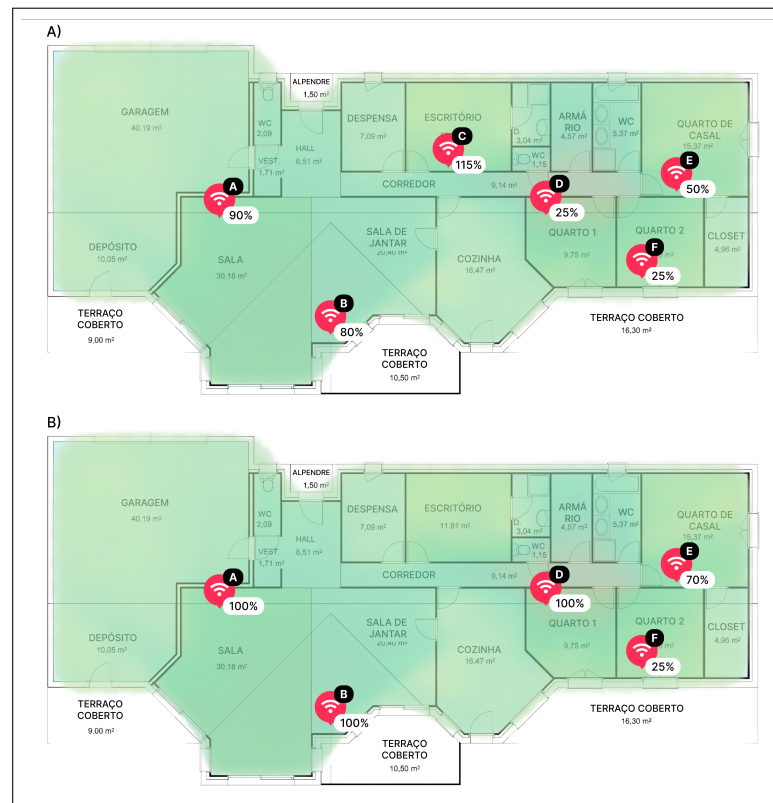 A)
ALPENDRE
1,50 m²
GARAGEM
40,19 m²
WC
2,09
HALL
6,51 m²
VEST.
1,71 m²
DESPENSA
7,09 m²
ESCRITÓRIO
C
115%
D.
3,04 m²
WC
1,15
ARMÁ
RIO
4,57 m²
WC
5,37 m²
QUARTO DE
CASAL
15,37 m²
E
50%
A
90%
CORREDOR
9,14 m²
D
25%
DEPÓSITO
10,05 m²
SALA
30,18 m²
SALA DE
JANTAR
20,40 m²
COZINHA
16,47 m²
QUARTO 1
9,75 m²
QUARTO 2
F
25%
CLOSET
4,96 m²
B
80%
TERRAÇO
COBERTO
9,00 m²
TERRAÇO
COBERTO
10,50 m²
TERRAÇO COBERTO
16,30 m²
B)
ALPENDRE
1,50 m²
GARAGEM
40,19 m²
WC
2,09
HALL
6,51 m²
VEST.
1,71 m²
DESPENSA
7,09 m²
ESCRITÓRIO
11,81 m²
D.
3,04 m²
WC
1,15
ARMÁ
RIO
4,57 m²
WC
5,37 m²
QUARTO DE
CASAL
15,37 m²
E
70%
A
100%
CORREDOR
9,14 m²
D
100%
DEPÓSITO
10,05 m²
SALA
30,18 m²
SALA DE
JANTAR
20,40 m²
COZINHA
16,47 m²
QUARTO 1
9,75 m²
QUARTO 2
F
25%
CLOSET
4,96 m²
B
100%
TERRAÇO
COBERTO
9,00 m²
TERRAÇO
COBERTO
10,50 m²
TERRAÇO COBERTO
16,30 m²